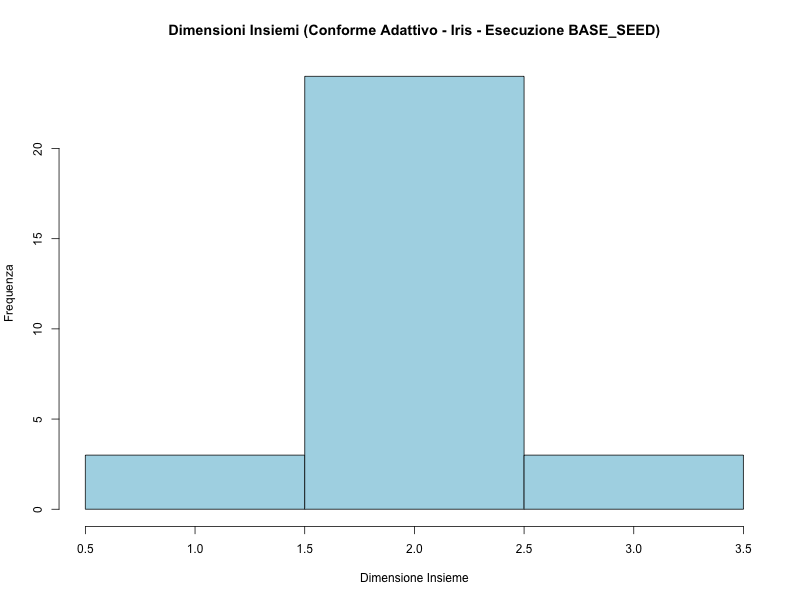 Dimensioni Insiemi (Conforme Adattivo - Iris - Esecuzione BASE_SEED)
Frequenza
20
15
10
5
0
0.5 1.0 1.5 2.0 2.5 3.0 3.5
Dimensione Insieme